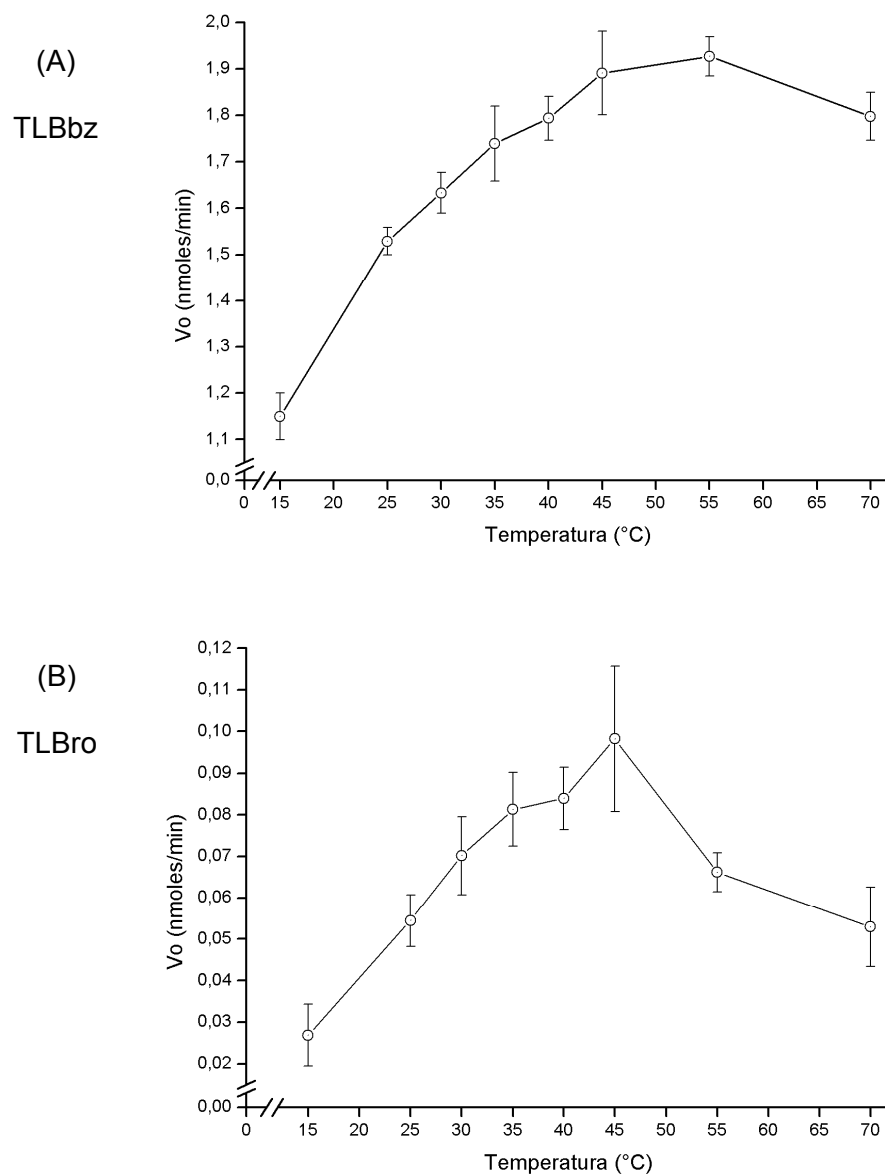 (A)
TLBbz
2,0
1,9
1,8
1,7
1,6
1,5
1,4
1,3
1,2
1,1
0,0
Vo (nmoles/min)
0 15 20 25 30 35 40 45 50 55 60 65 70
Temperatura (°C)
(B)
TLBro
0,12
0,11
0,10
0,09
0,08
0,07
0,06
0,05
0,04
0,03
0,02
0,00
Vo (nmoles/min)
0 15 20 25 30 35 40 45 50 55 60 65 70
Temperatura (°C)